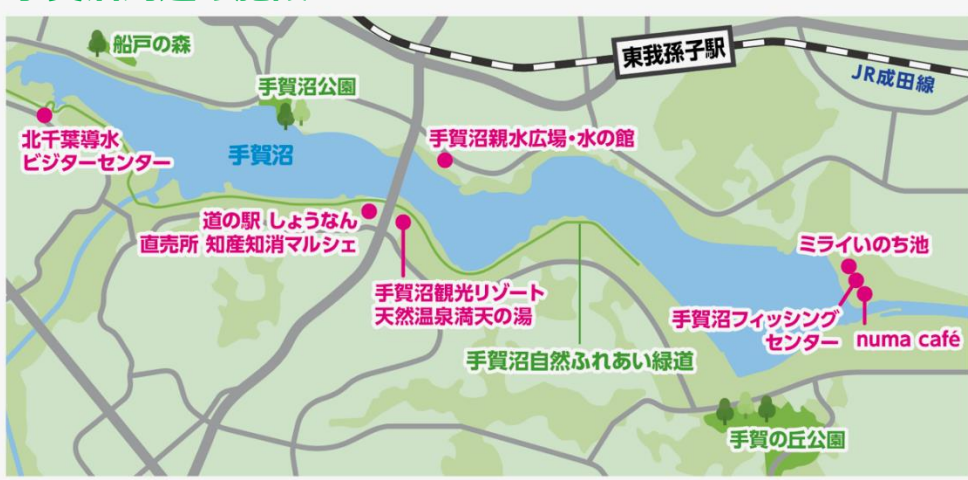 船戸の森
東我孫子駅
JR成田線
手賀沼公園
北千葉導水
ビジターセンター
手賀沼
手賀沼親水広場・水の館
道の駅 しょうなん
直売所 知産知消マルシェ
手賀沼観光リゾート
天然温泉満天の湯
ミライいのち池
手賀沼フィッシング
センター
numa café
手賀沼自然ふれあい緑道
手賀の丘公園